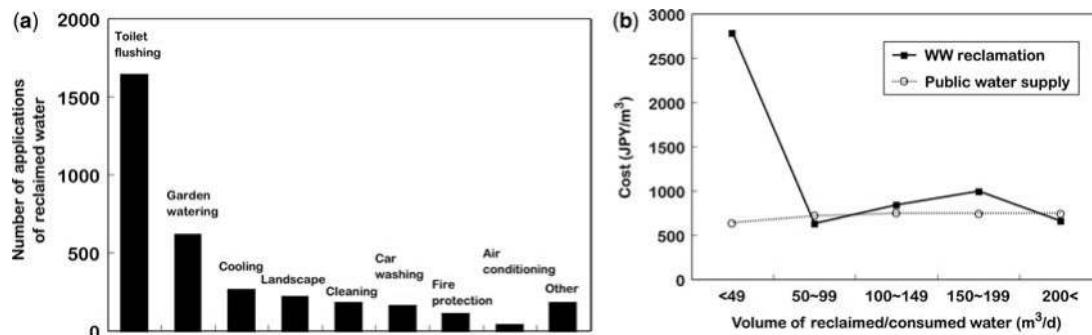 (a)
Number of applications
of reclaimed water
2000
1500
1000
500
0
Toilet
flushing
Garden
watering
Cooling
Landscape
Cleaning
Car
washing
Fire
protection
Air
conditioning
Other
(b)
Cost (JPY/m³)
3000
2500
2000
1500
1000
500
0
WW reclamation
Public water supply
<49
50~99
100~149
150~199
200<
Volume of reclaimed/consumed water (m³/d)